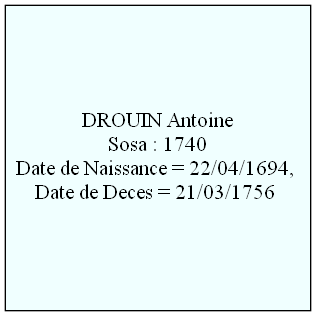 DROUIN Antoine
Sosa : 1740
Date de Naissance = 22/04/1694,
Date de Deces = 21/03/1756